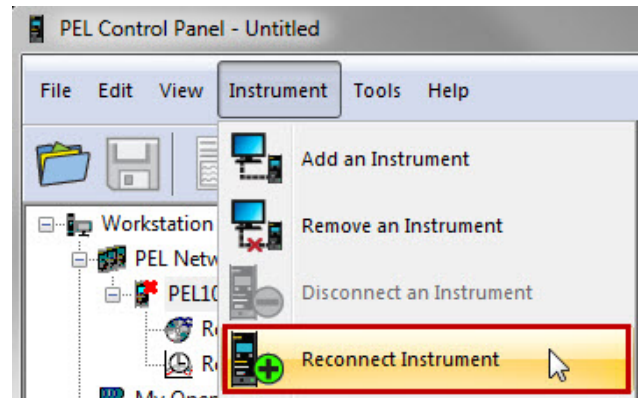 PEL Control Panel - Untitled
File Edit View Instrument Tools Help
Add an Instrument
Workstation
Remove an Instrument
PEL
Disconnect an Instrument
Reconnect Instrument